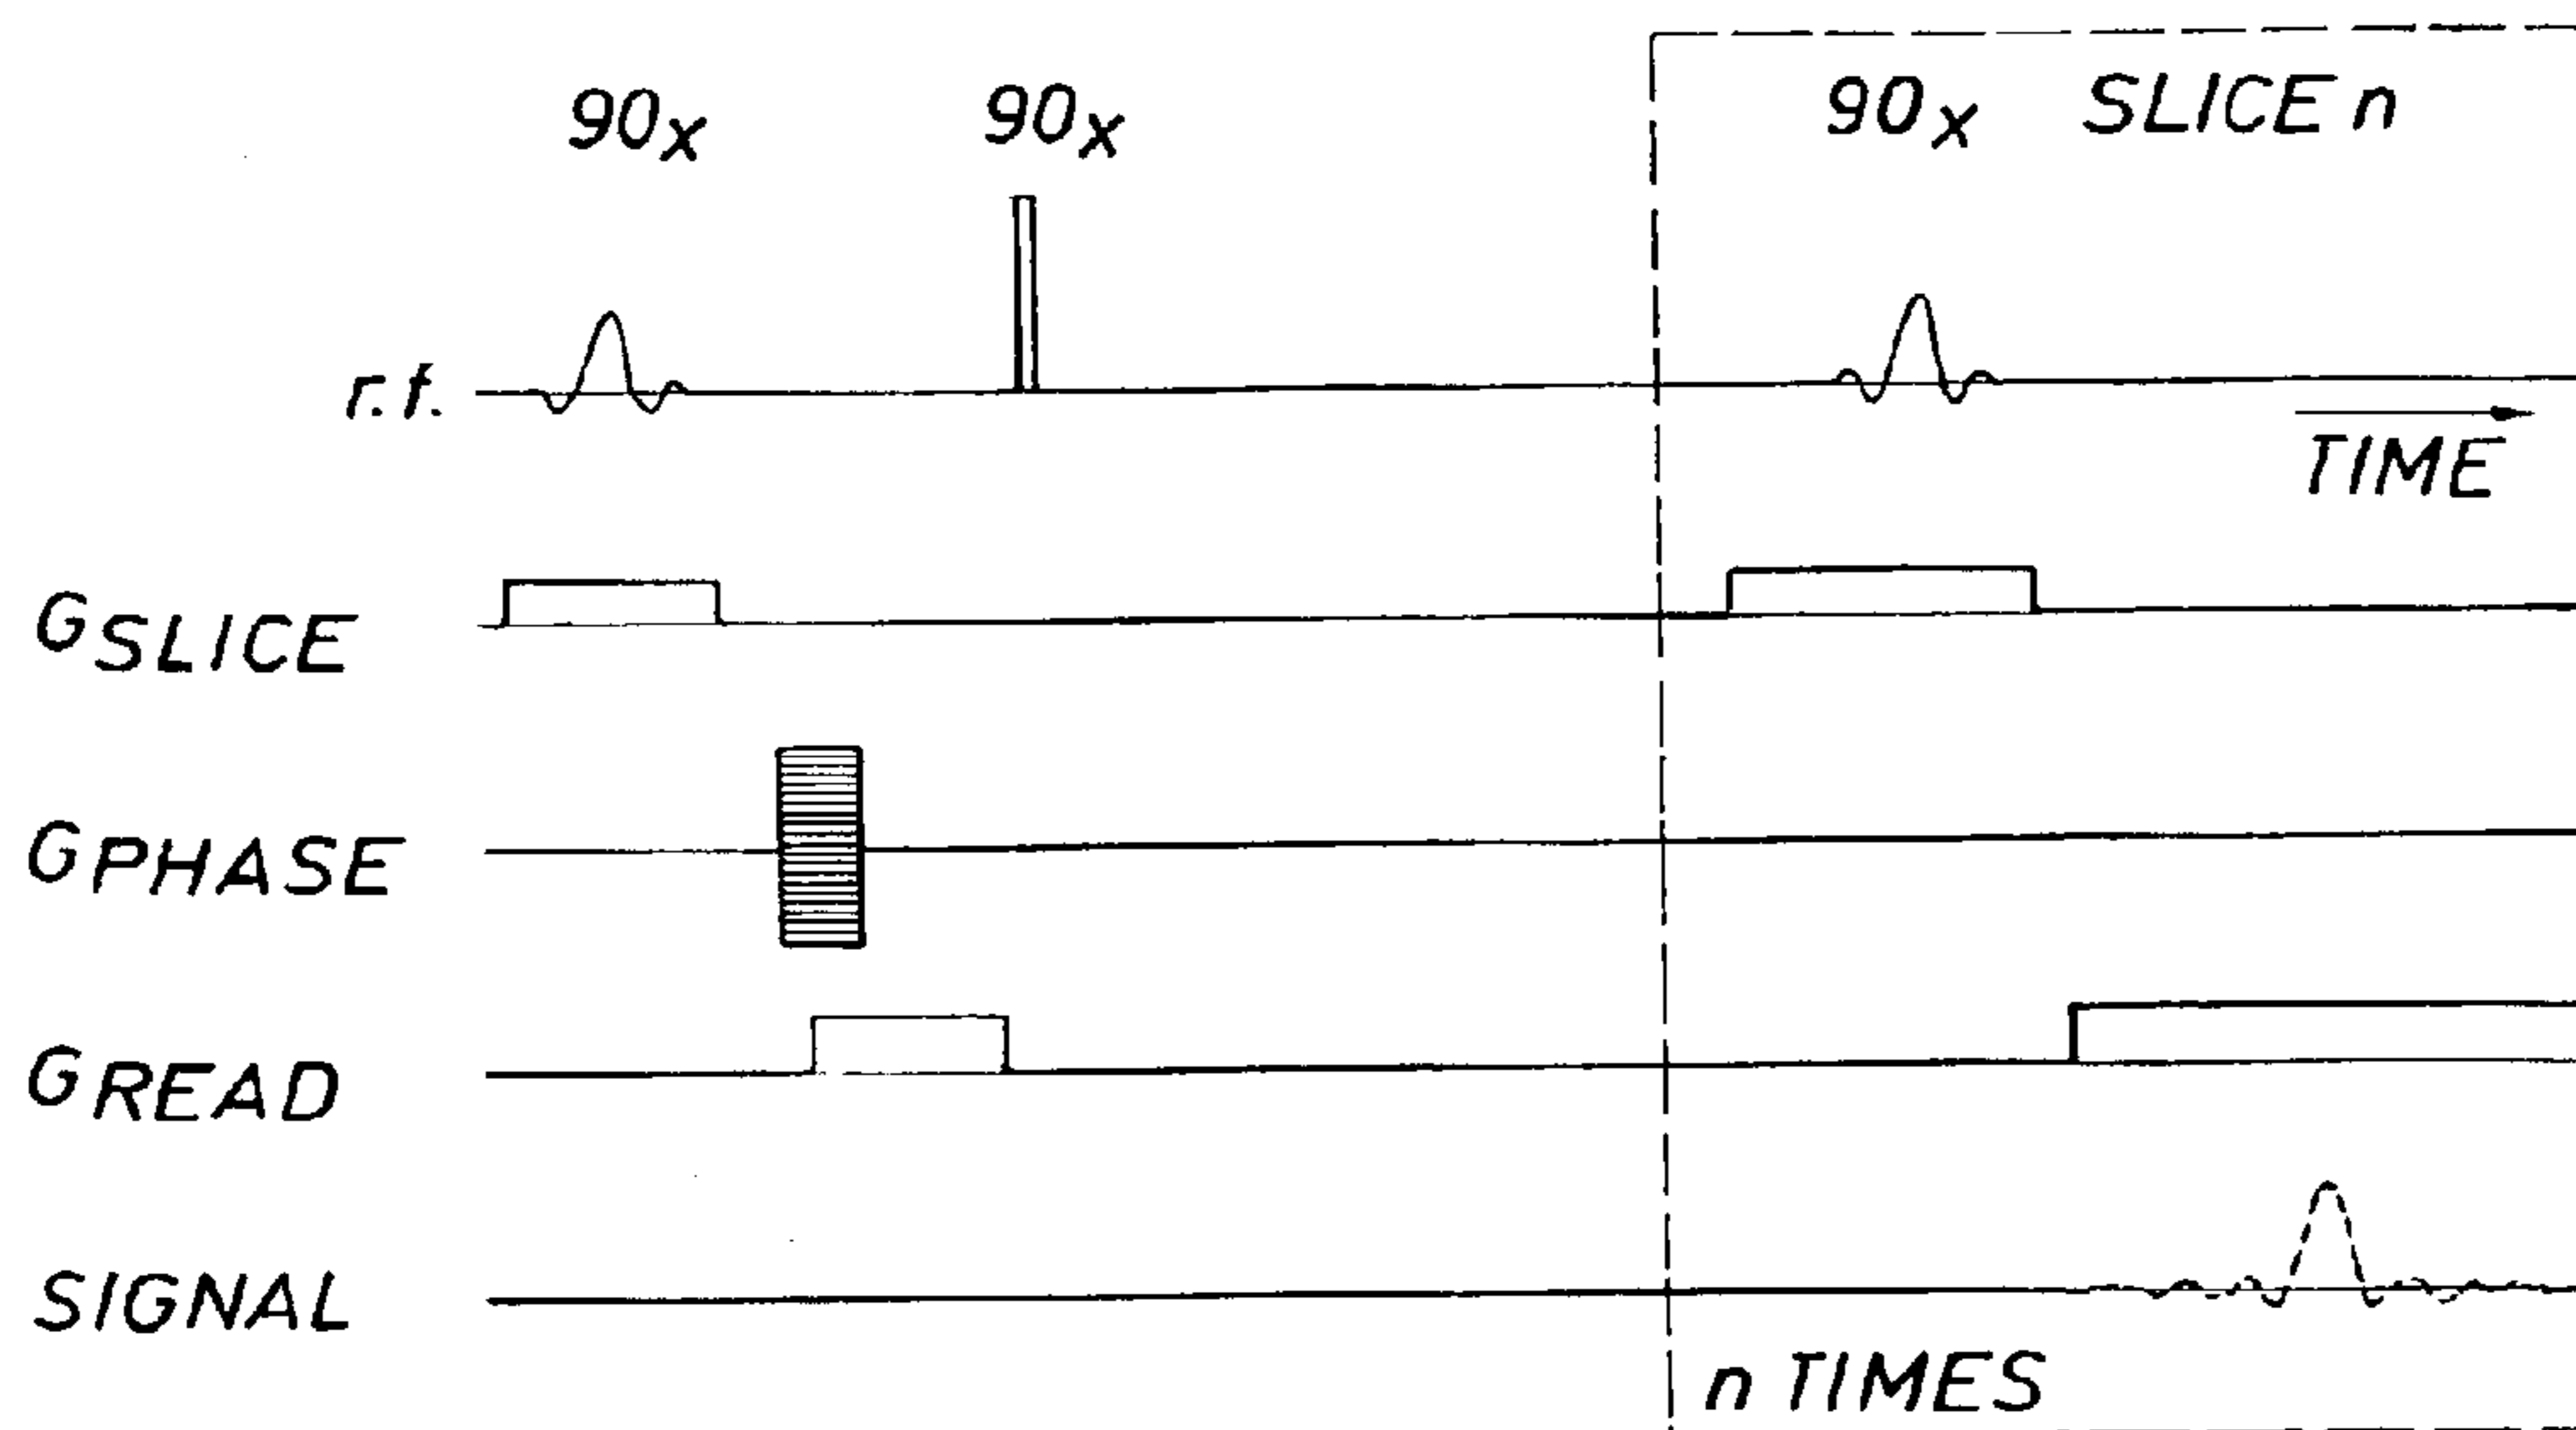 90x 90x 90x SLICE n
r.f.
TIME
GSLICE
GPHASE
GREAD
SIGNAL
n TIMES